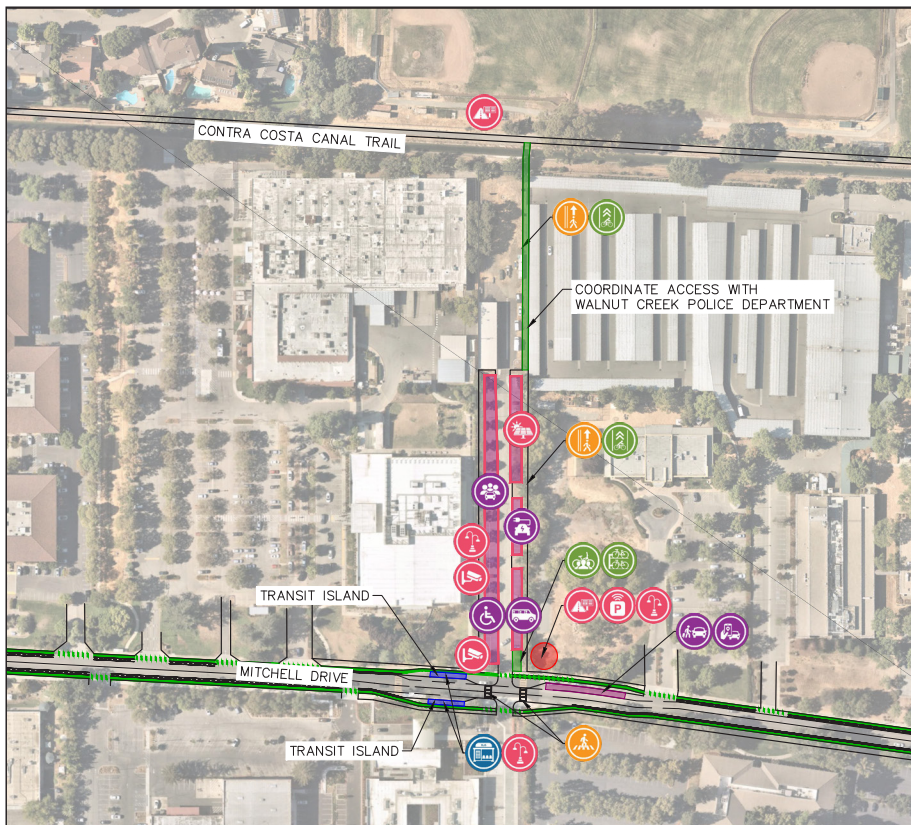 CONTRA COSTA CANAL TRAIL
COORDINATE ACCESS WITH
WALNUT CREEK POLICE DEPARTMENT
P
TRANSIT ISLAND
MITCHELL DRIVE
TRANSIT ISLAND